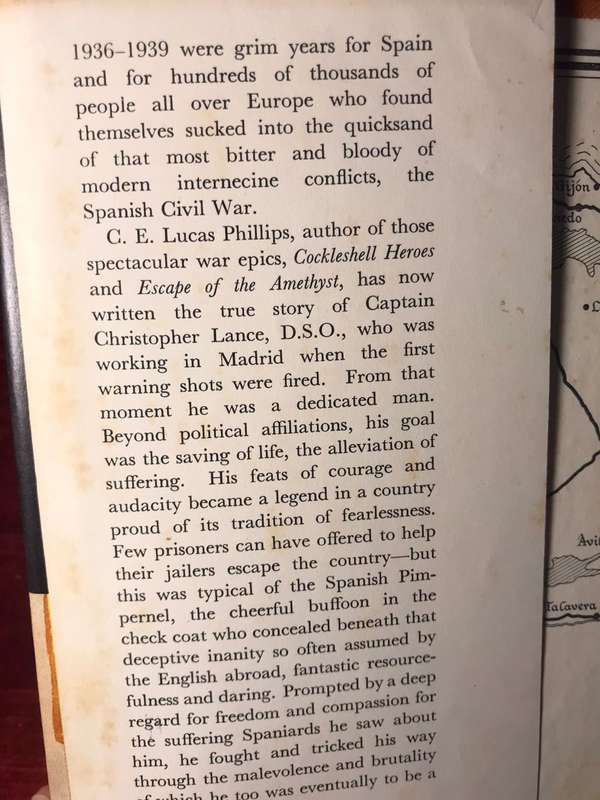 1936–1939 were grim years for Spain
and for hundreds of thousands of
people all over Europe who found
themselves sucked into the quicksand
of that most bitter and bloody of
modern internecine conflicts, the
Spanish Civil War.
C. E. Lucas Phillips, author of those
spectacular war epics, Cockleshell Heroes
and Escape of the Amethyst, has now
written the true story of Captain
Christopher Lance, D.S.O., who was
working in Madrid when the first
warning shots were fired. From that
moment he was a dedicated man.
Beyond political affiliations, his goal
was the saving of life, the alleviation of
suffering. His feats of courage and
audacity became a legend in a country
proud of its tradition of fearlessness.
Few prisoners can have offered to help
their jailers escape the country—but
this was typical of the Spanish Pim-
pernel, the cheerful buffoon in the
check coat who concealed beneath that
deceptive inanity so often assumed by
the English abroad, fantastic resource-
fulness and daring. Prompted by a deep
regard for freedom and compassion for
the suffering Spaniards he saw about
him, he fought and tricked his way
through the malevolence and brutality
of which he too was eventually to be a
Talavera